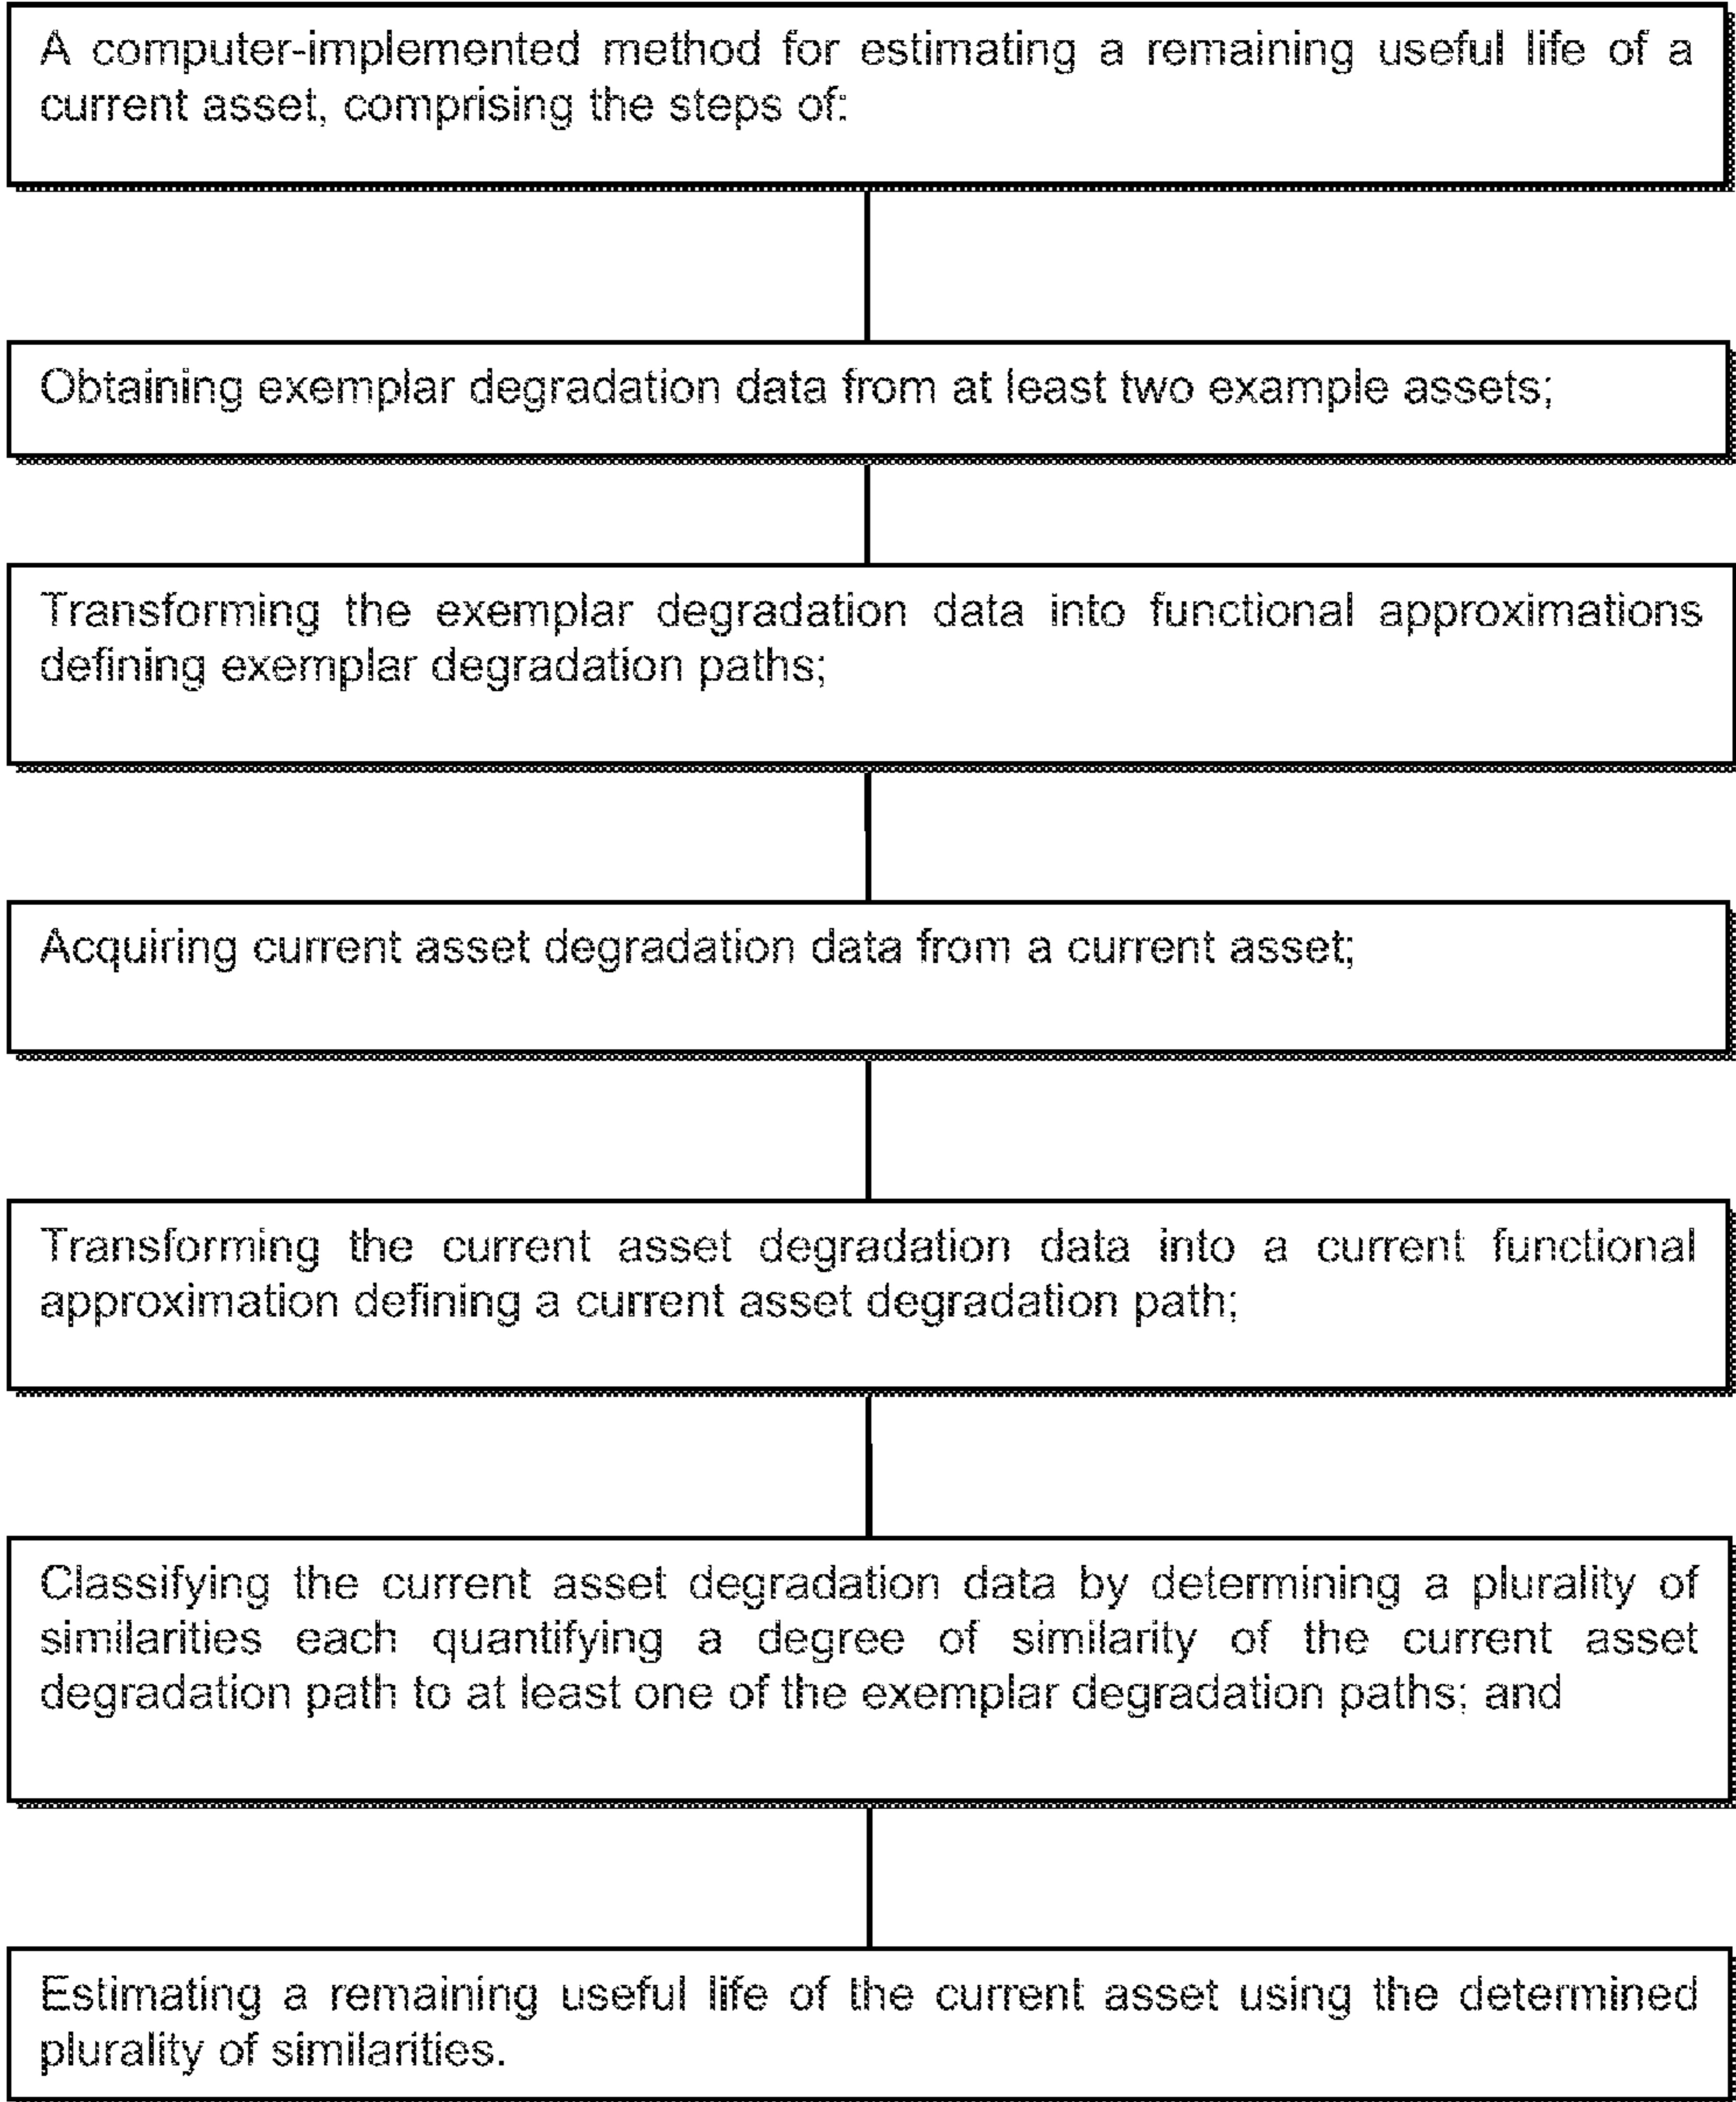 A computer-implemented method for estimating a remaining useful life of a
current asset, comprising the steps of:
Obtaining exemplar degradation data from at least two example assets;
Transforming the exemplar degradation data into functional approximations
defining exemplar degradation paths;
Acquiring current asset degradation data from a current asset;
Transforming the current asset degradation data into a current functional
approximation defining a current asset degradation path;
Classifying the current asset degradation data by determining a plurality of
similarities each quantifying a degree of similarity of the current asset
degradation path to at least one of the exemplar degradation paths; and
Estimating a remaining useful life of the current asset using the determined
plurality of similarities.